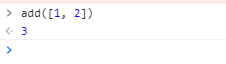 > add([1, 2])
< 3
>